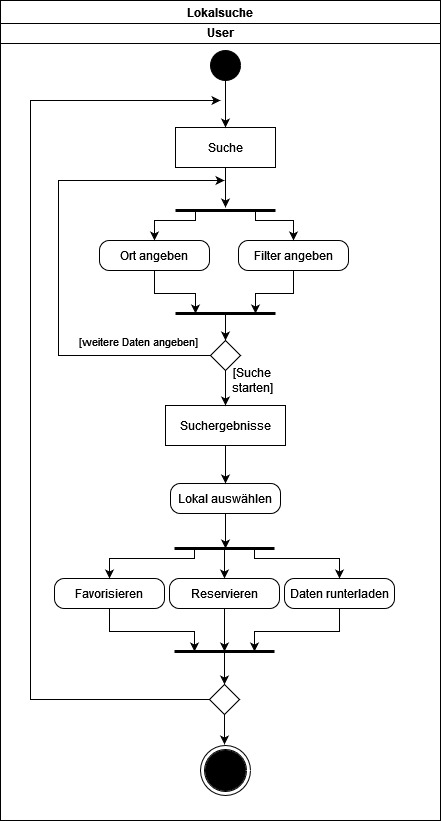 Lokalsuche
User
Suche
Ort angeben
Filter angeben
[weitere Daten angeben]
[Suche
starten]
Suchergebnisse
Lokal auswählen
Favorisieren
Reservieren
Daten runterladen